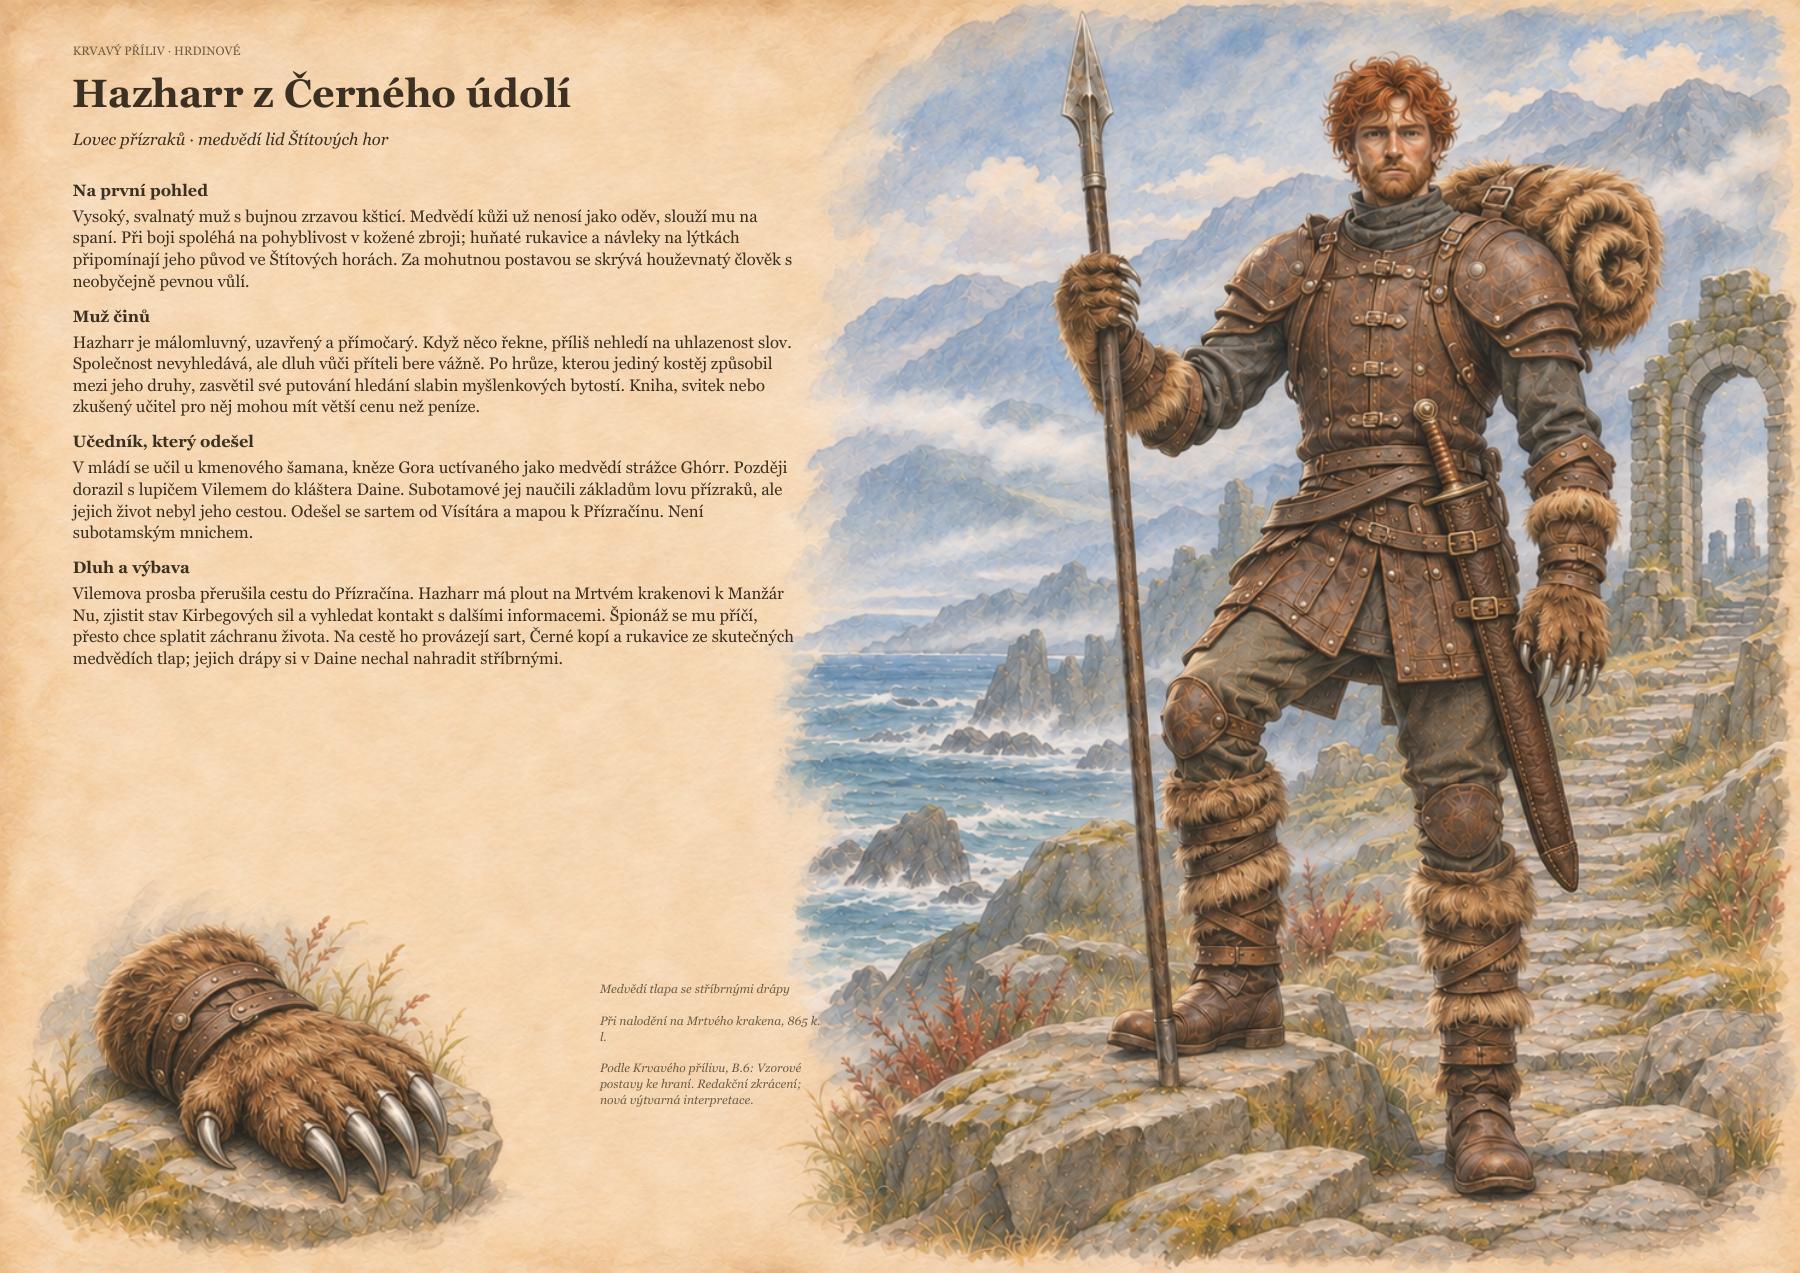 KRVAVÝ PŘÍLIV · HRDINOVÉ
Hazharr z Černého údolí
Lovec přízraků · medvědí lid Štítových hor
Na první pohled
Vysoký, svalnatý muž s bujnou zrzavou kšticí. Medvědí kůži už nenosí jako oděv, slouží mu na
spaní. Při boji spoléhá na pohyblivost v kožené zbroji; huňaté rukavice a návleky na lýtkách
připomínají jeho původ ve Štítových horách. Za mohutnou postavou se skrývá houževnatý člověk s
neobyčejně pevnou vůlí.
Muž činů
Hazharr je málomluvný, uzavřený a přímočarý. Když něco řekne, příliš nehledí na uhlazenost slov.
Společnost nevyhledává, ale dluh vůči příteli bere vážně. Po hrůze, kterou jediný kostěj způsobil
mezi jeho druhy, zasvětil své putování hledání slabin myšlenkových bytostí. Kniha, svitek nebo
zkušený učitel pro něj mohou mít větší cenu než peníze.
Učedník, který odešel
V mládí se učil u kmenového šamana, kněze Gora uctívaného jako medvědí strážce Ghórr. Později
dorazil s lupičem Vilemem do kláštera Daine. Subotamové jej naučili základům lovu přízraků, ale
jejich život nebyl jeho cestou. Odešel se sartem od Vísítára a mapou k Přízračínu. Není
subotamským mnichem.
Dluh a výbava
Vilemova prosba přerušila cestu do Přízračína. Hazharr má plout na Mrtvém krakenovi k Manžár
Nu, zjistit stav Kirbegových sil a vyhledat kontakt s dalšími informacemi. Špionáž se mu příčí,
přesto chce splatit záchranu života. Na cestě ho provázejí sart, Černé kopí a rukavice ze skutečných
medvědích tlap; jejich drápy si v Daine nechal nahradit stříbrnými.
Medvědí tlapa se stříbrnými drápy
Při nalodění na Mrtvého krakena, 865 k.
l.
Podle Krvavého přílivu, B.6: Vzorové
postavy ke hraní. Redakční zkrácení;
nová výtvarná interpretace.